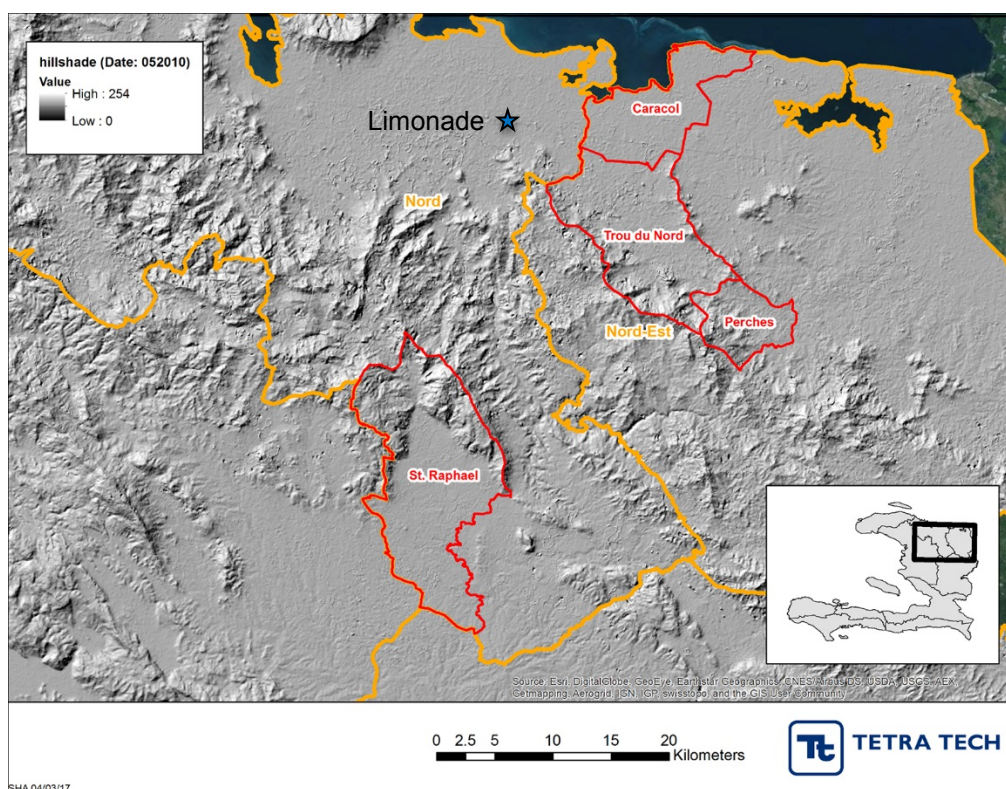 hillshade (Date: 052010)
Value
High : 254
Low : 0
Limonade
Caracol
Nord
Trou du Nord
Nord-Est
Perches
St. Raphael
Source: Esri, DigitalGlobe, GeoEye, Earthstar Geographics, CNES/Airbus DS, USDA, USGS, AEX,
Getmapping, Aerogrid, IGN, IGP, swisstopo, and the GIS User Community
0 2.5 5 10 15 20
Kilometers
Tt TETRA TECH
SHA 04/03/17